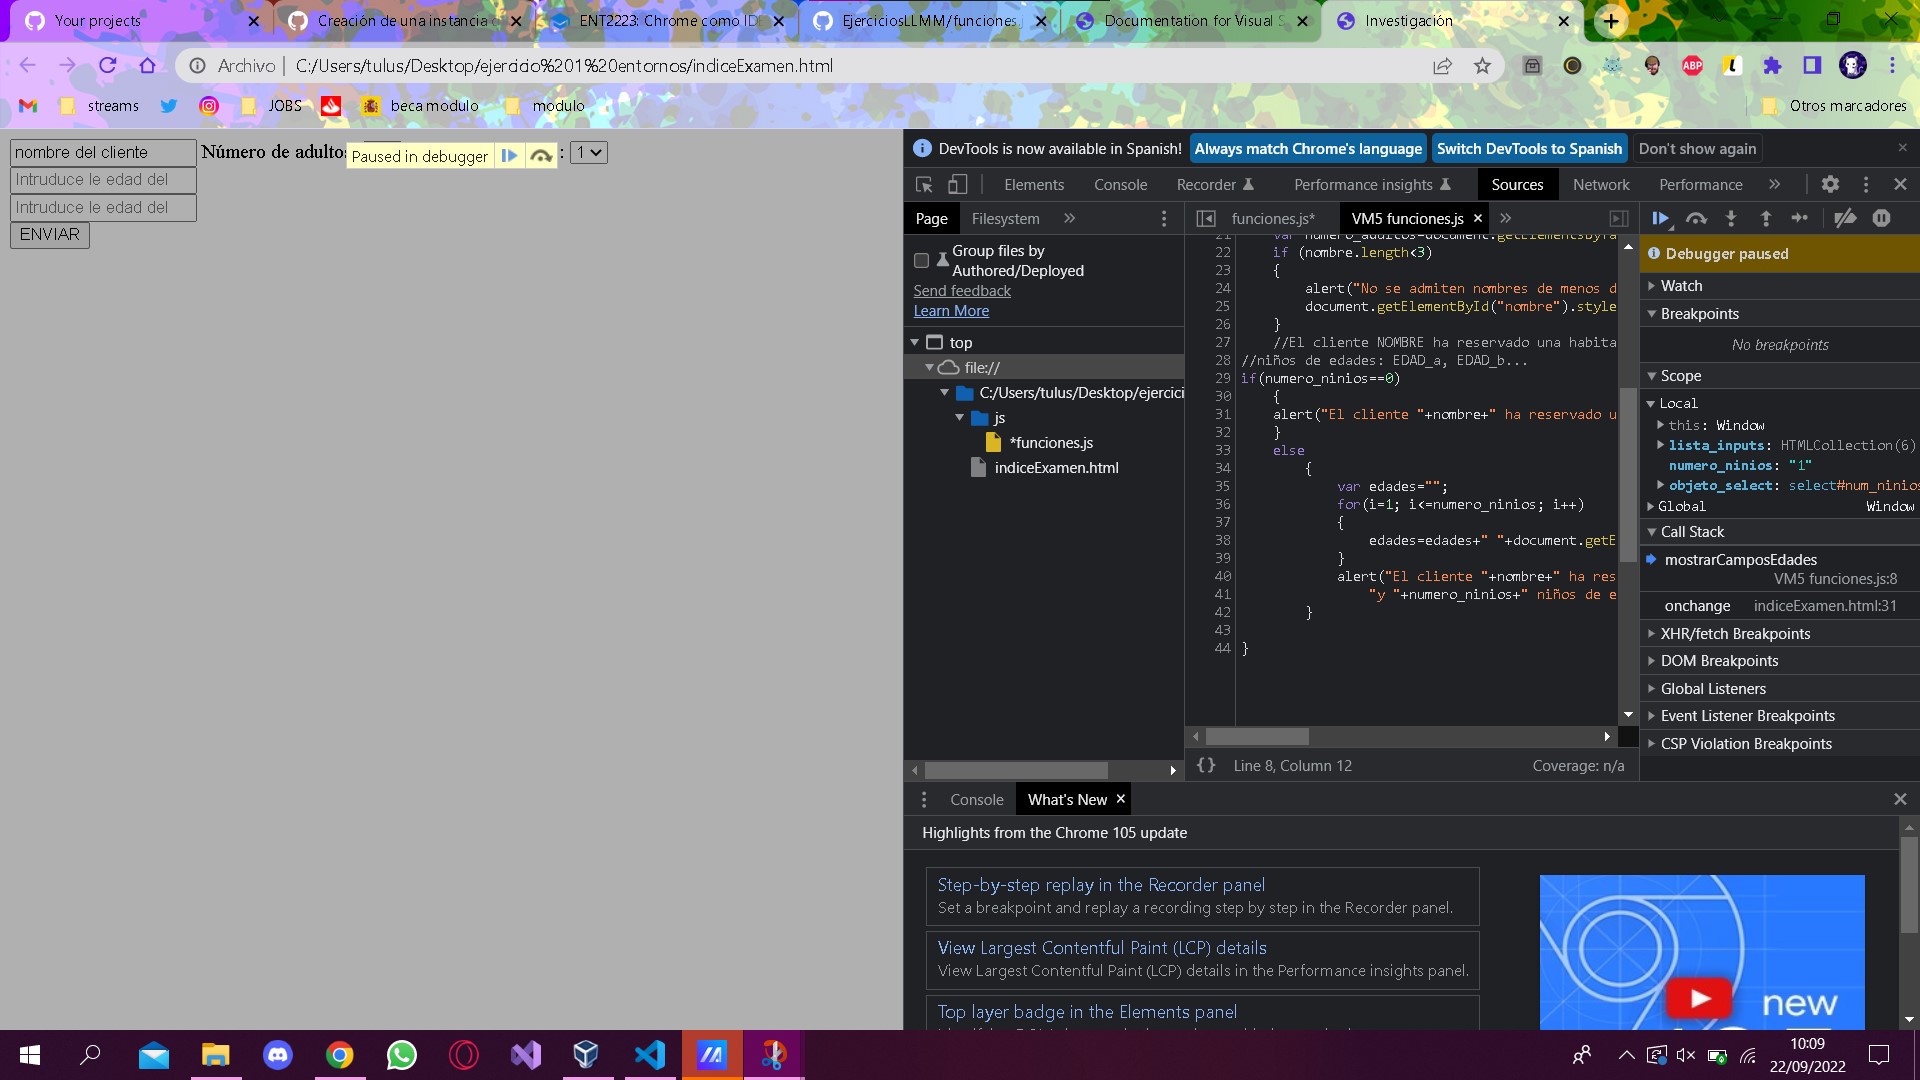 Your projects
Creación de una instancia d
ENT2223: Chrome como IDE
EjerciciosLLMM/funciones.j
Documentation for Visual S
Investigación
Archivo | C:/Users/tulus/Desktop/ejercicio%201%20entornos/indiceExamen.html
ABP
streams
JOBS
beca modulo
modulo
Otros marcadores
nombre del cliente
Número de adultos
Paused in debugger
: 1
Intruduce le edad del
Intruduce le edad del
ENVIAR
DevTools is now available in Spanish! Always match Chrome's language Switch DevTools to Spanish Don't show again
Elements Console Recorder Performance insights Sources Network Performance
Page Filesystem
funciones.js* VM5 funciones.js
Group files by
Authored/Deployed
Send feedback
Learn More
top
file://
C:/Users/tulus/Desktop/ejercici
js
*funciones.js
indiceExamen.html
21 var numero_adultos=document.getElementsByTa
22 if (nombre.length<3)
23 {
24 alert("No se admiten nombres de menos d
25 document.getElementById("nombre").style
26 }
27 //El cliente NOMBRE ha reservado una habita
28 //niños de edades: EDAD_a, EDAD_b...
29 if(numero_ninios==0)
30 {
31 alert("El cliente "+nombre+" ha reservado u
32 }
33 else
34 {
35 var edades="";
36 for(i=1; i<=numero_ninios; i++)
37 {
38 edades=edades+" "+document.getE
39 }
40 alert("El cliente "+nombre+" ha res
41 "y "+numero_ninios+" niños de e
42 }
43
44 }
{} Line 8, Column 12
Coverage: n/a
Debugger paused
Watch
Breakpoints
No breakpoints
Scope
Local
this: Window
lista_inputs: HTMLCollection(6)
numero_ninios: "1"
objeto_select: select#num_ninios
Global Window
Call Stack
mostrarCamposEdades
VM5 funciones.js:8
onchange indiceExamen.html:31
XHR/fetch Breakpoints
DOM Breakpoints
Global Listeners
Event Listener Breakpoints
CSP Violation Breakpoints
Console What's New
Highlights from the Chrome 105 update
Step-by-step replay in the Recorder panel
Set a breakpoint and replay a recording step by step in the Recorder panel.
View Largest Contentful Paint (LCP) details
View Largest Contentful Paint (LCP) details in the Performance insights panel.
Top layer badge in the Elements panel
new
10:09
22/09/2022